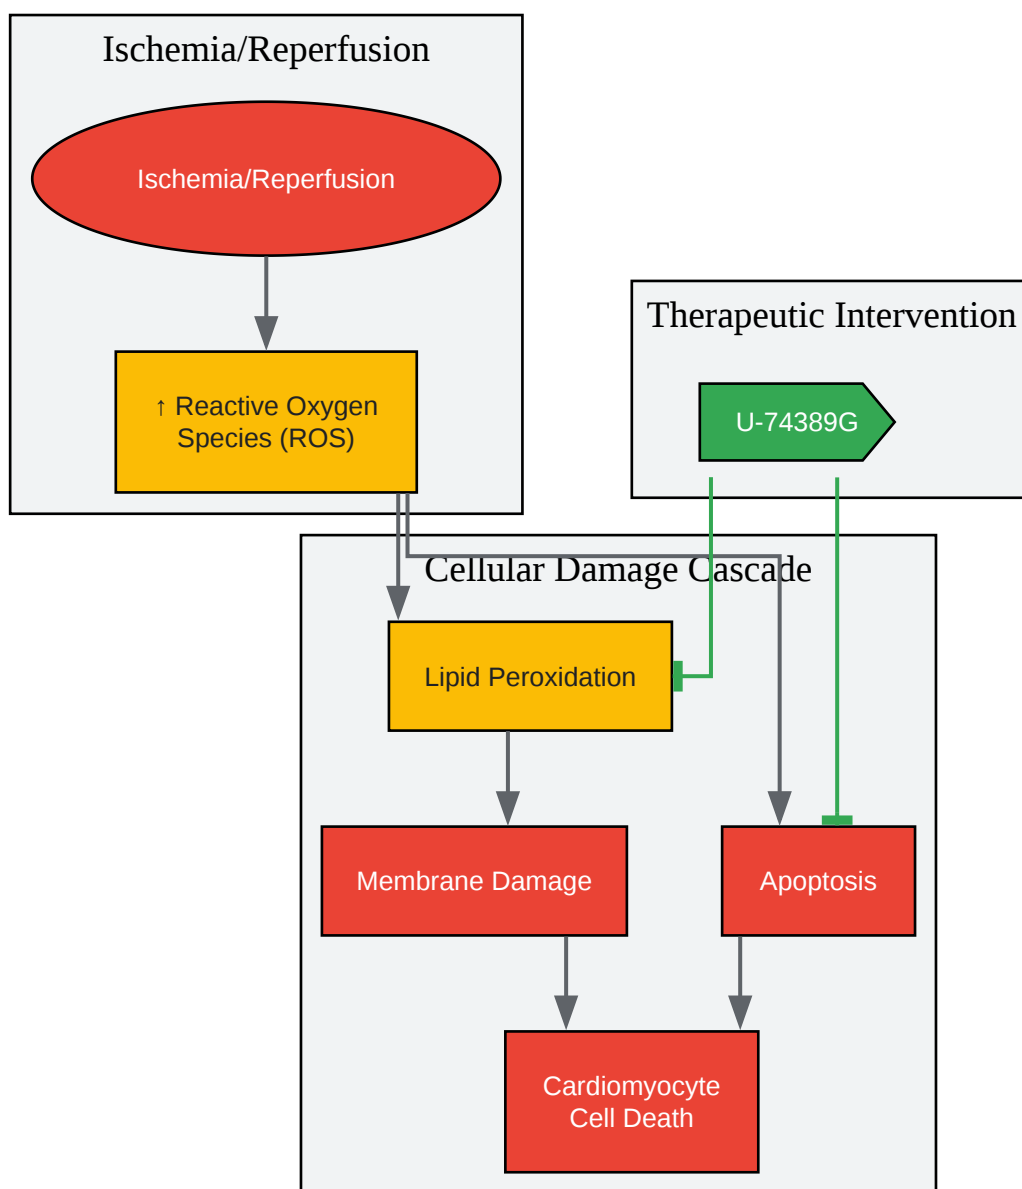 Ischemia/Reperfusion
Ischemia/Reperfusion
↑ Reactive Oxygen
Species (ROS)
Therapeutic Intervention
U-74389G
Cellular Damage Cascade
Lipid Peroxidation
Membrane Damage
Apoptosis
Cardiomyocyte
Cell Death